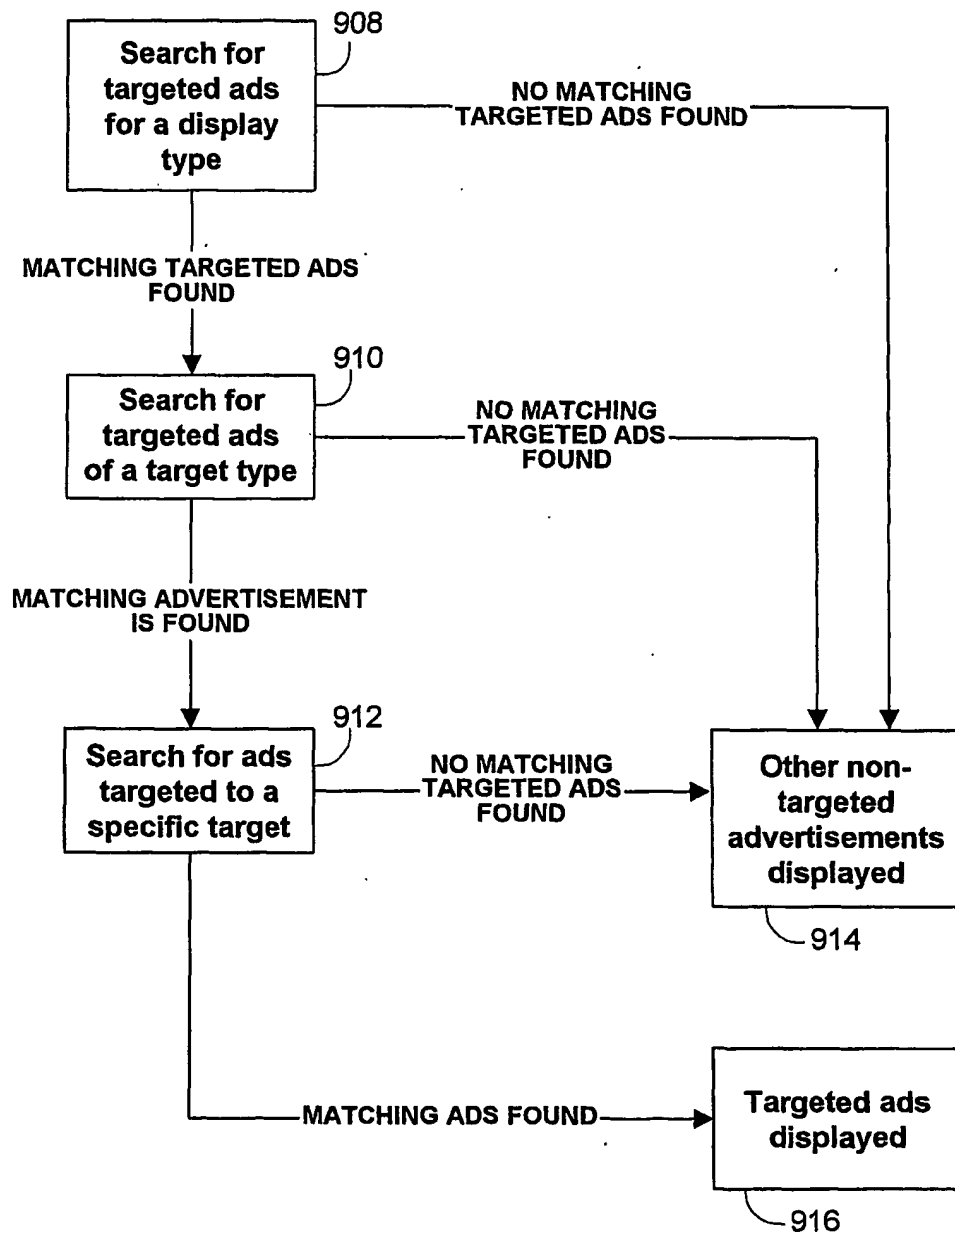 908
Search for
targeted ads
for a display
type
NO MATCHING
TARGETED ADS FOUND
MATCHING TARGETED ADS
FOUND
910
Search for
targeted ads
of a target type
NO MATCHING
TARGETED ADS
FOUND
MATCHING ADVERTISEMENT
IS FOUND
912
Search for ads
targeted to a
specific target
NO MATCHING
TARGETED ADS
FOUND
Other non-
targeted
advertisements
displayed
914
MATCHING ADS FOUND
Targeted ads
displayed
916